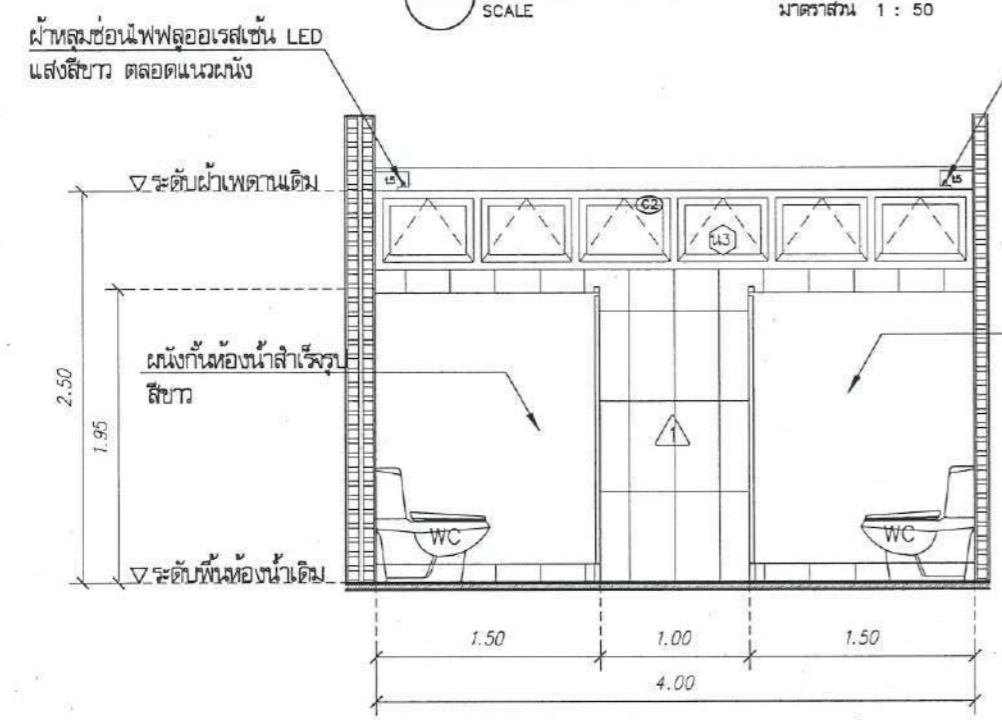 SCALE
มาตราส่วน 1 : 50
ฝ้าหลุมซ่อนไฟฟลูออเรสเซ้น LED
แสงสีขาว ตลอดแนวผนัง
ระดับฝ้าเพดานเดิม
C2
น3
2.50
1.95
ผนังกั้นห้องน้ำสำเร็จรูป
สีขาว
1
WC
WC
ระดับพื้นห้องน้ำเดิม
1.50
1.00
1.50
4.00